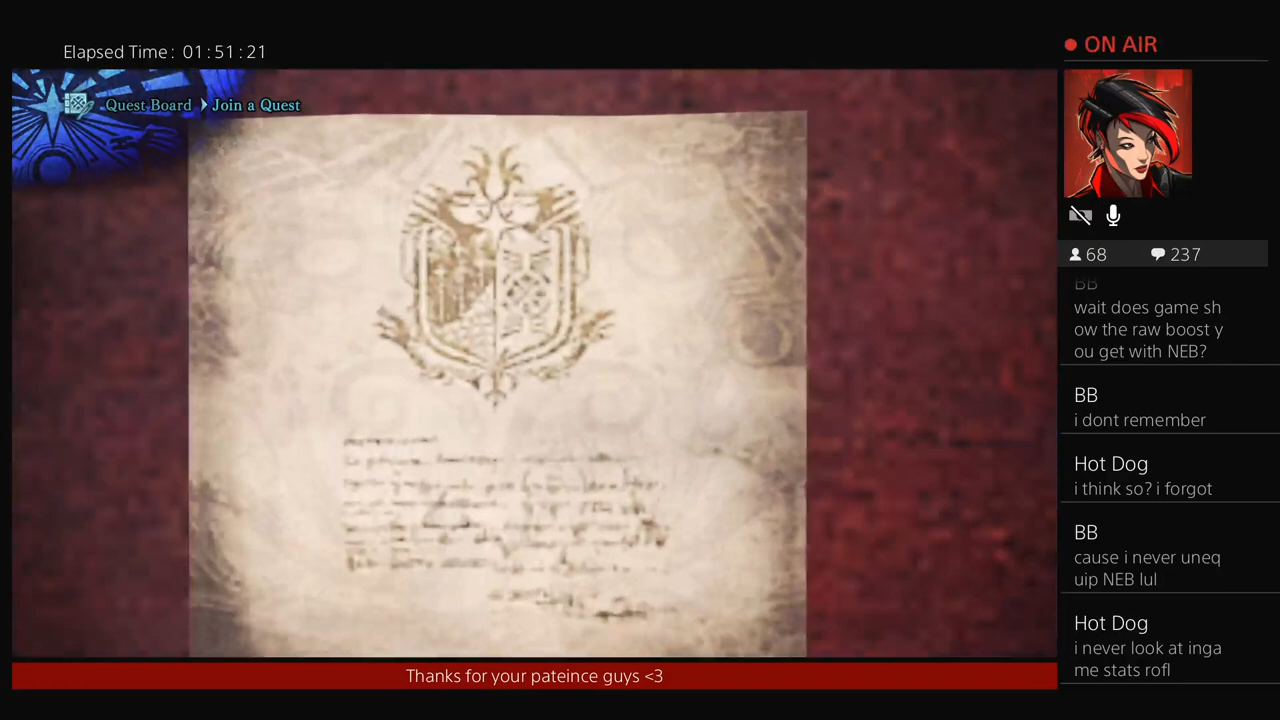 Elapsed Time: 01:51:21
ON AIR
Quest Board
Join a Quest
68
237
BB
wait does game sh
ow the raw boost y
ou get with NEB?
BB
i dont remember
Hot Dog
i think so? i forgot
BB
cause i never uneq
uip NEB lul
Hot Dog
i never look at inga
me stats rofl
Thanks for your pateince guys <3